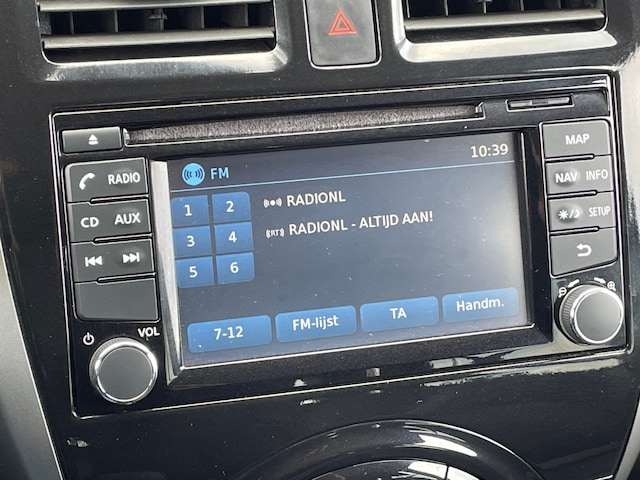 FM
10:39
RADIO
CD AUX
VOL
1 2
3 4
5 6
RADIONL
(RT) RADIONL - ALTIJD AAN!
7-12
FM-lijst
TA
Handm.
MAP
NAV INFO
SETUP